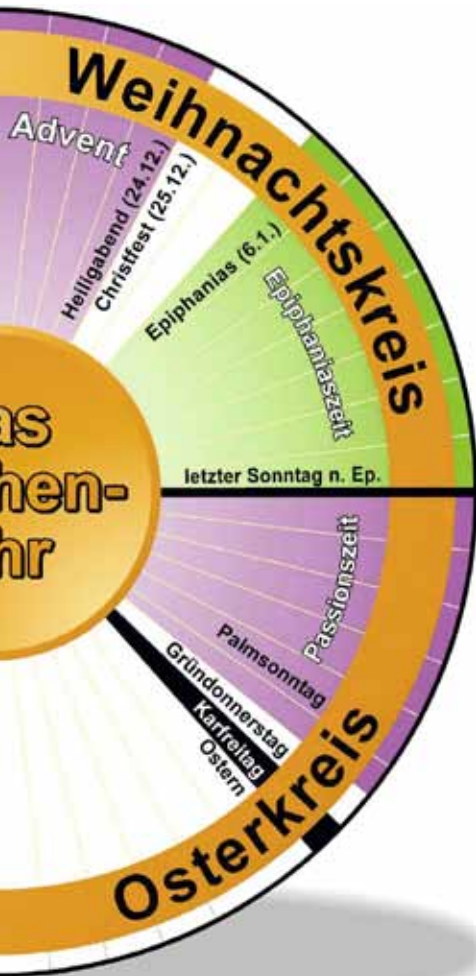 Weihnachtskreis
Advent
Heiligabend (24.12.)
Christfest (25.12.)
Epiphanias (6.1.)
Epiphaniaszeit
letzter Sonntag n. Ep.
as
hen-
hr
Passionszeit
Palmsonntag
Gründonnerstag
Karfreitag
Ostern
Osterkreis